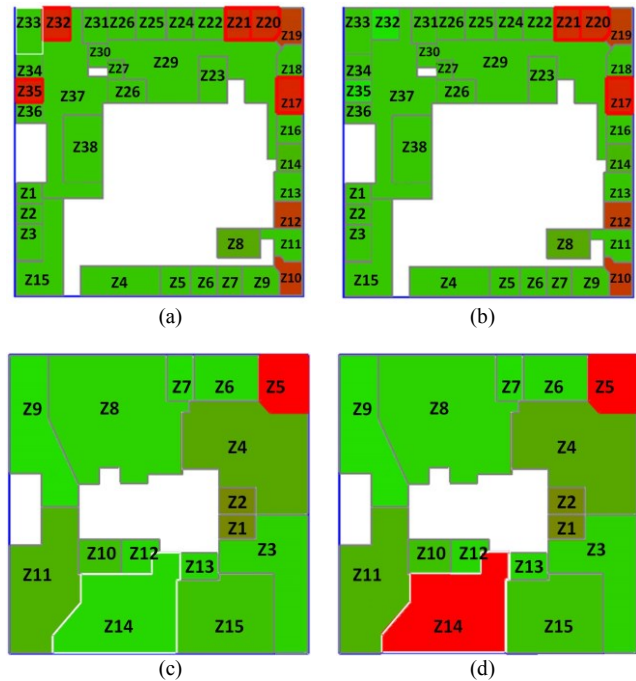 Z33 Z32 Z31 Z26 Z25 Z24 Z22 Z21 Z20 Z19
Z30 Z29 Z18
Z34 Z27 Z23
Z35 Z37 Z26 Z17
Z36
Z16
Z38
Z14
Z1 Z13
Z2 Z12
Z3 Z8 Z11
Z15 Z4 Z5 Z6 Z7 Z9 Z10
(a)
Z33 Z32 Z31 Z26 Z25 Z24 Z22 Z21 Z20 Z19
Z30 Z29 Z18
Z34 Z27 Z23
Z35 Z37 Z26 Z17
Z36
Z16
Z38
Z14
Z1 Z13
Z2 Z12
Z3 Z8 Z11
Z15 Z4 Z5 Z6 Z7 Z9 Z10
(b)
Z9 Z8 Z7 Z6 Z5
Z4
Z2
Z1
Z11 Z10 Z12 Z13 Z3
Z14 Z15
(c)
Z9 Z8 Z7 Z6 Z5
Z4
Z2
Z1
Z11 Z10 Z12 Z13 Z3
Z14 Z15
(d)